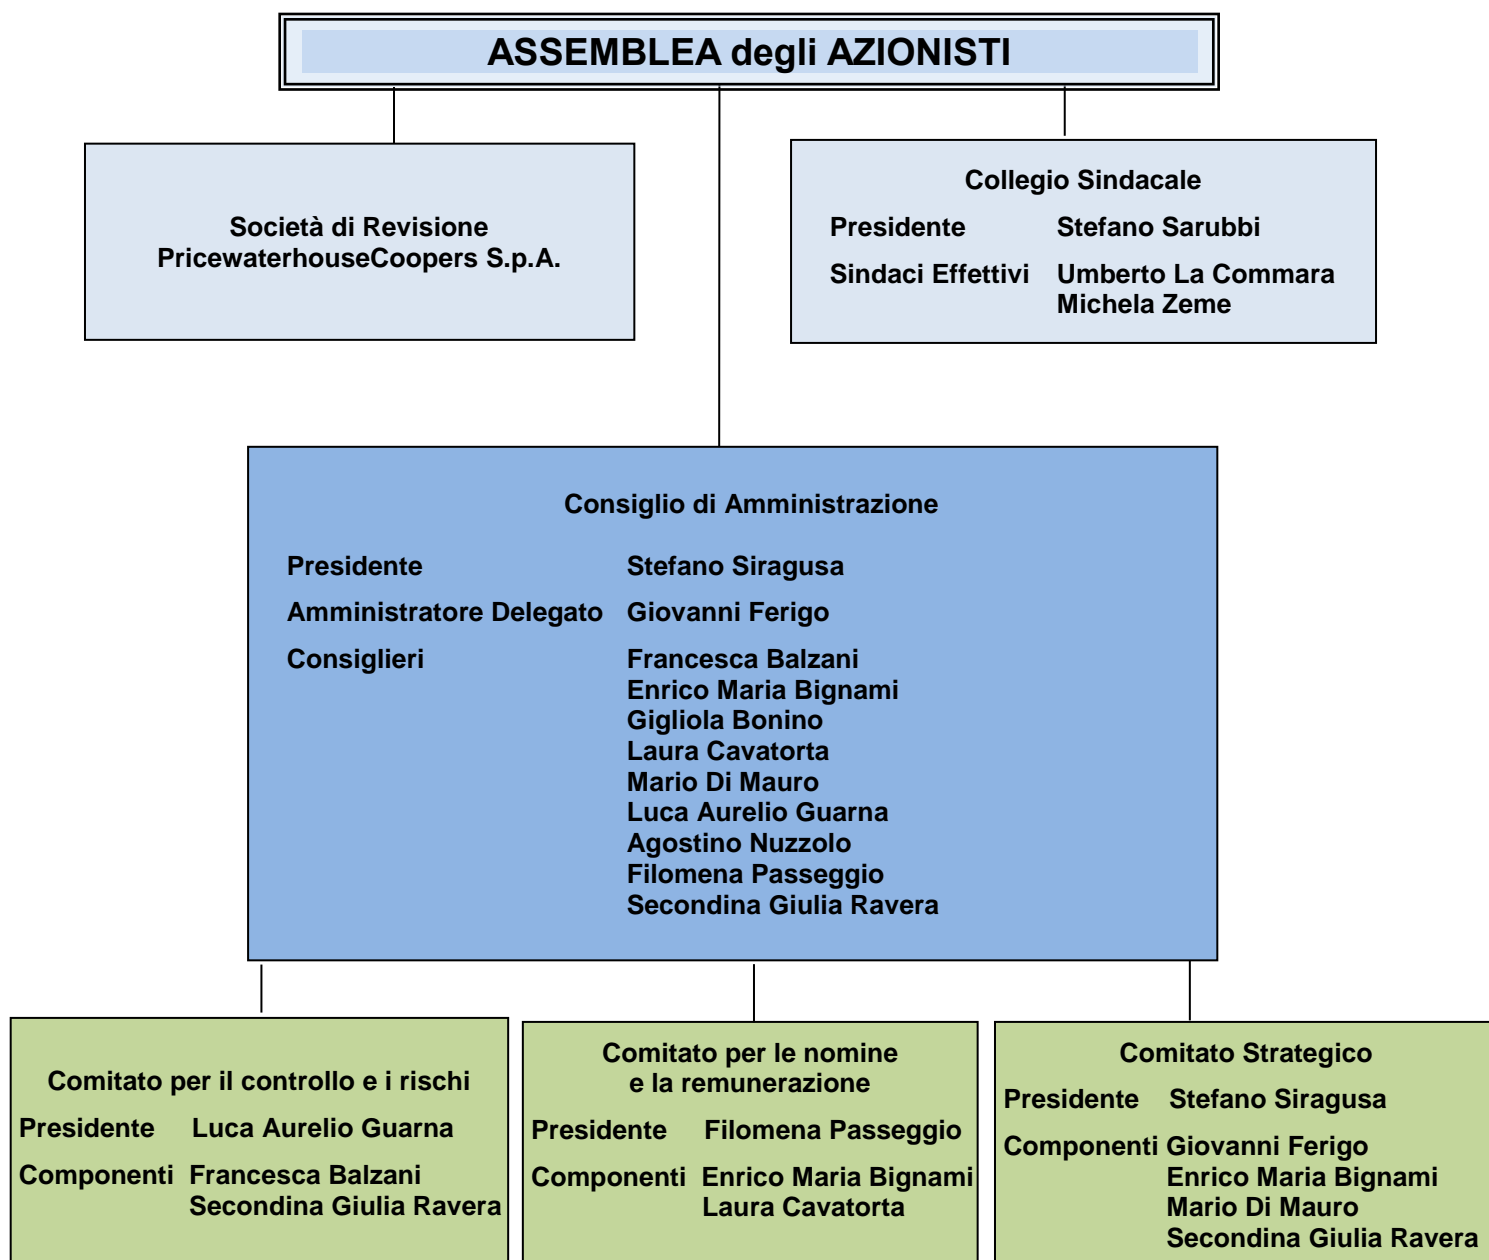 ASSEMBLEA degli AZIONISTI
Società di Revisione
PricewaterhouseCoopers S.p.A.
Collegio Sindacale
Presidente Stefano Sarubbi
Sindaci Effettivi Umberto La Commara
Michela Zeme
Consiglio di Amministrazione
Presidente Stefano Siragusa
Amministratore Delegato Giovanni Ferigo
Consiglieri Francesca Balzani
Enrico Maria Bignami
Gigliola Bonino
Laura Cavatorta
Mario Di Mauro
Luca Aurelio Guarna
Agostino Nuzzolo
Filomena Passeggio
Secondina Giulia Ravera
Comitato per il controllo e i rischi
Presidente Luca Aurelio Guarna
Componenti Francesca Balzani
Secondina Giulia Ravera
Comitato per le nomine
e la remunerazione
Presidente Filomena Passeggio
Componenti Enrico Maria Bignami
Laura Cavatorta
Comitato Strategico
Presidente Stefano Siragusa
Componenti Giovanni Ferigo
Enrico Maria Bignami
Mario Di Mauro
Secondina Giulia Ravera